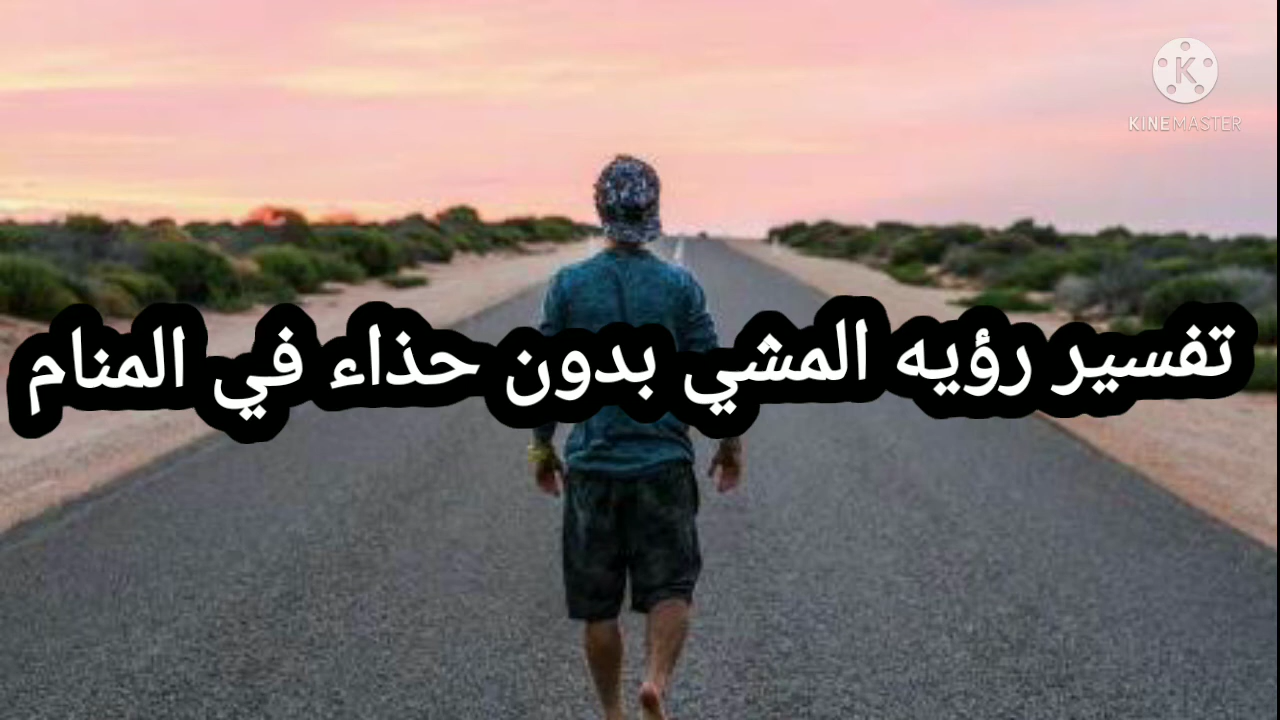 KINEMASTER
تفسير رؤيه المشي بدون حذاء في المنام